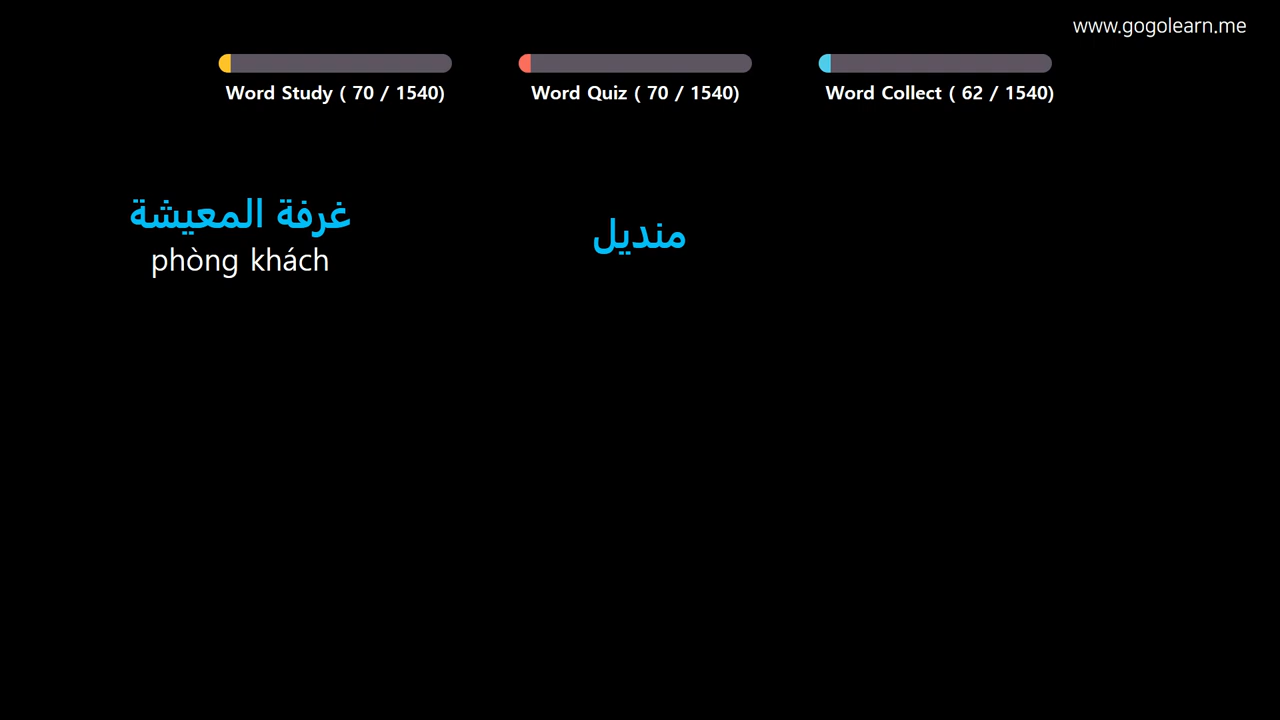 www.gogolearn.me
Word Study ( 70 / 1540)
Word Quiz ( 70 / 1540)
Word Collect ( 62 / 1540)
غرفة المعيشة
phòng khách
منديل